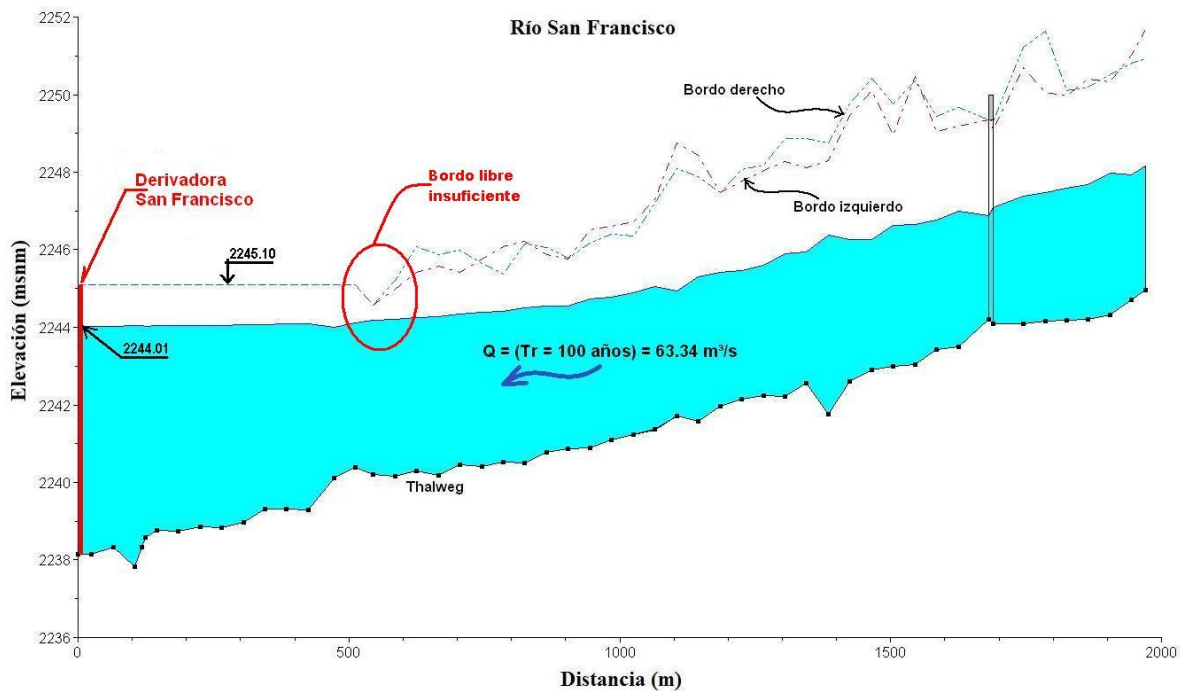 Río San Francisco
Elevación (msnm)
2252
2250
2248
2246
2244
2242
2240
2238
2236
Derivadora
San Francisco
2245.10
2244.01
Bordo libre
insuficiente
Bordo derecho
Bordo izquierdo
Q = (Tr = 100 años) = 63.34 m³/s
Thalweg
0
500
1000
1500
2000
Distancia (m)